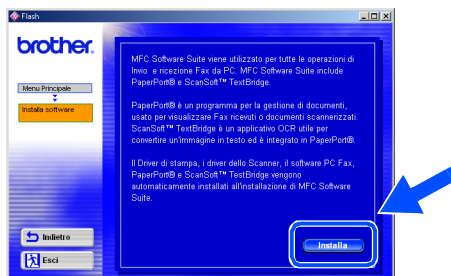 Flash
brother.
Menu Principale
Installa software
MFC Software Suite viene utilizzato per tutte le operazioni di
Invio e ricezione Fax da PC. MFC Software Suite include
PaperPort® e ScanSoft™ TextBridge.
PaperPort® è un programma per la gestione di documenti,
usato per visualizzare Fax ricevuti o documenti scannerizzati.
ScanSoft™ TextBridge è un applicativo OCR utile per
convertire un'immagine in testo ed è integrato in PaperPort®.
Il Driver di stampa, i driver dello Scanner, il software PC Fax,
PaperPort® e ScanSoft™ TestBridge vengono
automaticamente installati all'installazione di MFC Software
Suite.
Indietro
Esci
Installa